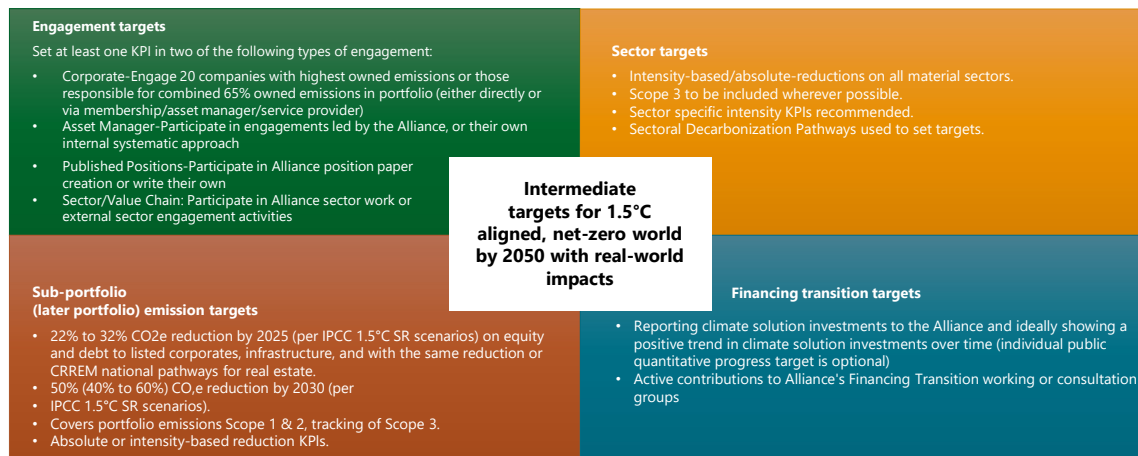 Engagement targets
Set at least one KPI in two of the following types of engagement:
• Corporate-Engage 20 companies with highest owned emissions or those
responsible for combined 65% owned emissions in portfolio (either directly or
via membership/asset manager/service provider)
• Asset Manager-Participate in engagements led by the Alliance, or their own
internal systematic approach
• Published Positions-Participate in Alliance position paper
creation or write their own
• Sector/Value Chain: Participate in Alliance sector work or
external sector engagement activities
Sector targets
• Intensity-based/absolute-reductions on all material sectors.
• Scope 3 to be included wherever possible.
• Sector specific intensity KPIs recommended.
• Sectoral Decarbonization Pathways used to set targets.
Intermediate
targets for 1.5°C
aligned, net-zero world
by 2050 with real-world
impacts
Sub-portfolio
(later portfolio) emission targets
• 22% to 32% CO2e reduction by 2025 (per IPCC 1.5°C SR scenarios) on equity
and debt to listed corporates, infrastructure, and with the same reduction or
CRREM national pathways for real estate.
• 50% (40% to 60%) CO,e reduction by 2030 (per
• IPCC 1.5°C SR scenarios).
• Covers portfolio emissions Scope 1 & 2, tracking of Scope 3.
• Absolute or intensity-based reduction KPIs.
Financing transition targets
• Reporting climate solution investments to the Alliance and ideally showing a
positive trend in climate solution investments over time (individual public
quantitative progress target is optional)
• Active contributions to Alliance's Financing Transition working or consultation
groups